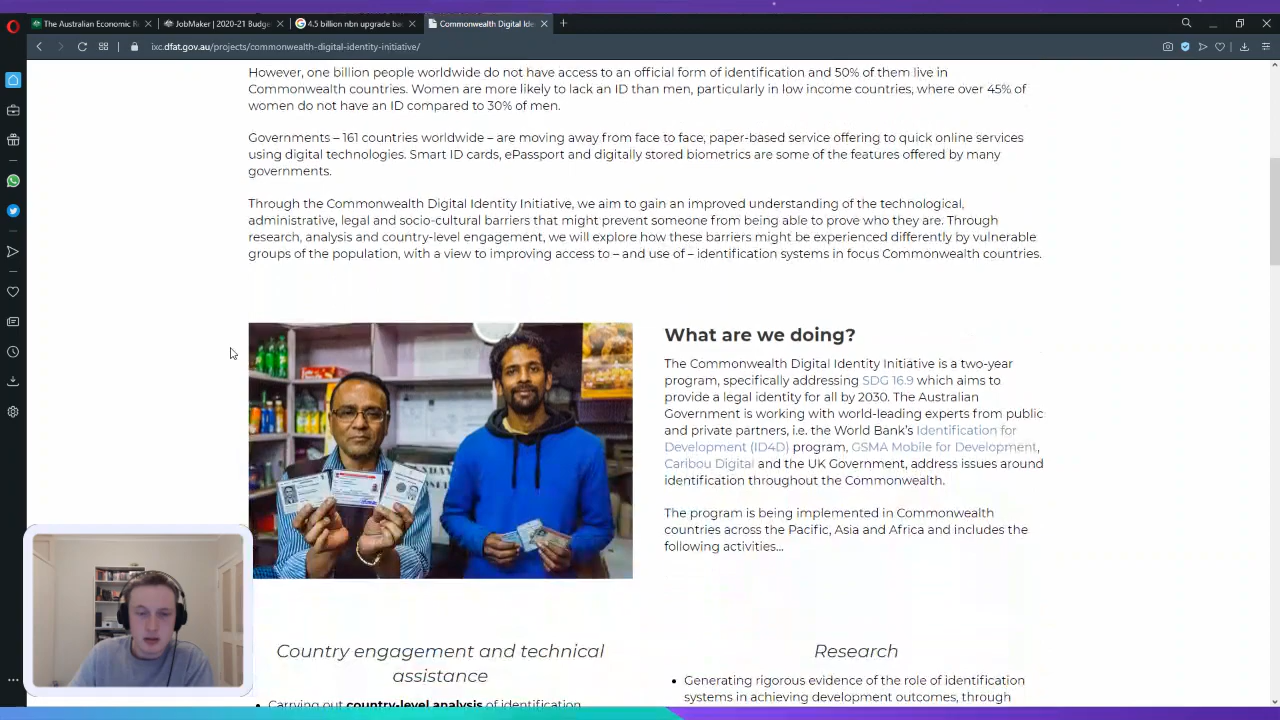 The Australian Economic R
JobMaker | 2020-21 Budge
4.5 billion nbn upgrade ba
Commonwealth Digital Ide
ixc.dfat.gov.au/projects/commonwealth-digital-identity-initiative/
However, one billion people worldwide do not have access to an official form of identification and 50% of them live in
Commonwealth countries. Women are more likely to lack an ID than men, particularly in low income countries, where over 45% of
women do not have an ID compared to 30% of men.
Governments – 161 countries worldwide – are moving away from face to face, paper-based service offering to quick online services
using digital technologies. Smart ID cards, ePassport and digitally stored biometrics are some of the features offered by many
governments.
Through the Commonwealth Digital Identity Initiative, we aim to gain an improved understanding of the technological,
administrative, legal and socio-cultural barriers that might prevent someone from being able to prove who they are. Through
research, analysis and country-level engagement, we will explore how these barriers might be experienced differently by vulnerable
groups of the population, with a view to improving access to – and use of – identification systems in focus Commonwealth countries.
What are we doing?
The Commonwealth Digital Identity Initiative is a two-year
program, specifically addressing SDG 16.9 which aims to
provide a legal identity for all by 2030. The Australian
Government is working with world-leading experts from public
and private partners, i.e. the World Bank's Identification for
Development (ID4D) program, GSMA Mobile for Development,
Caribou Digital and the UK Government, address issues around
identification throughout the Commonwealth.
The program is being implemented in Commonwealth
countries across the Pacific, Asia and Africa and includes the
following activities...
Country engagement and technical
assistance
Carrying out country-level analysis of identification
Research
Generating rigorous evidence of the role of identification
systems in achieving development outcomes, through